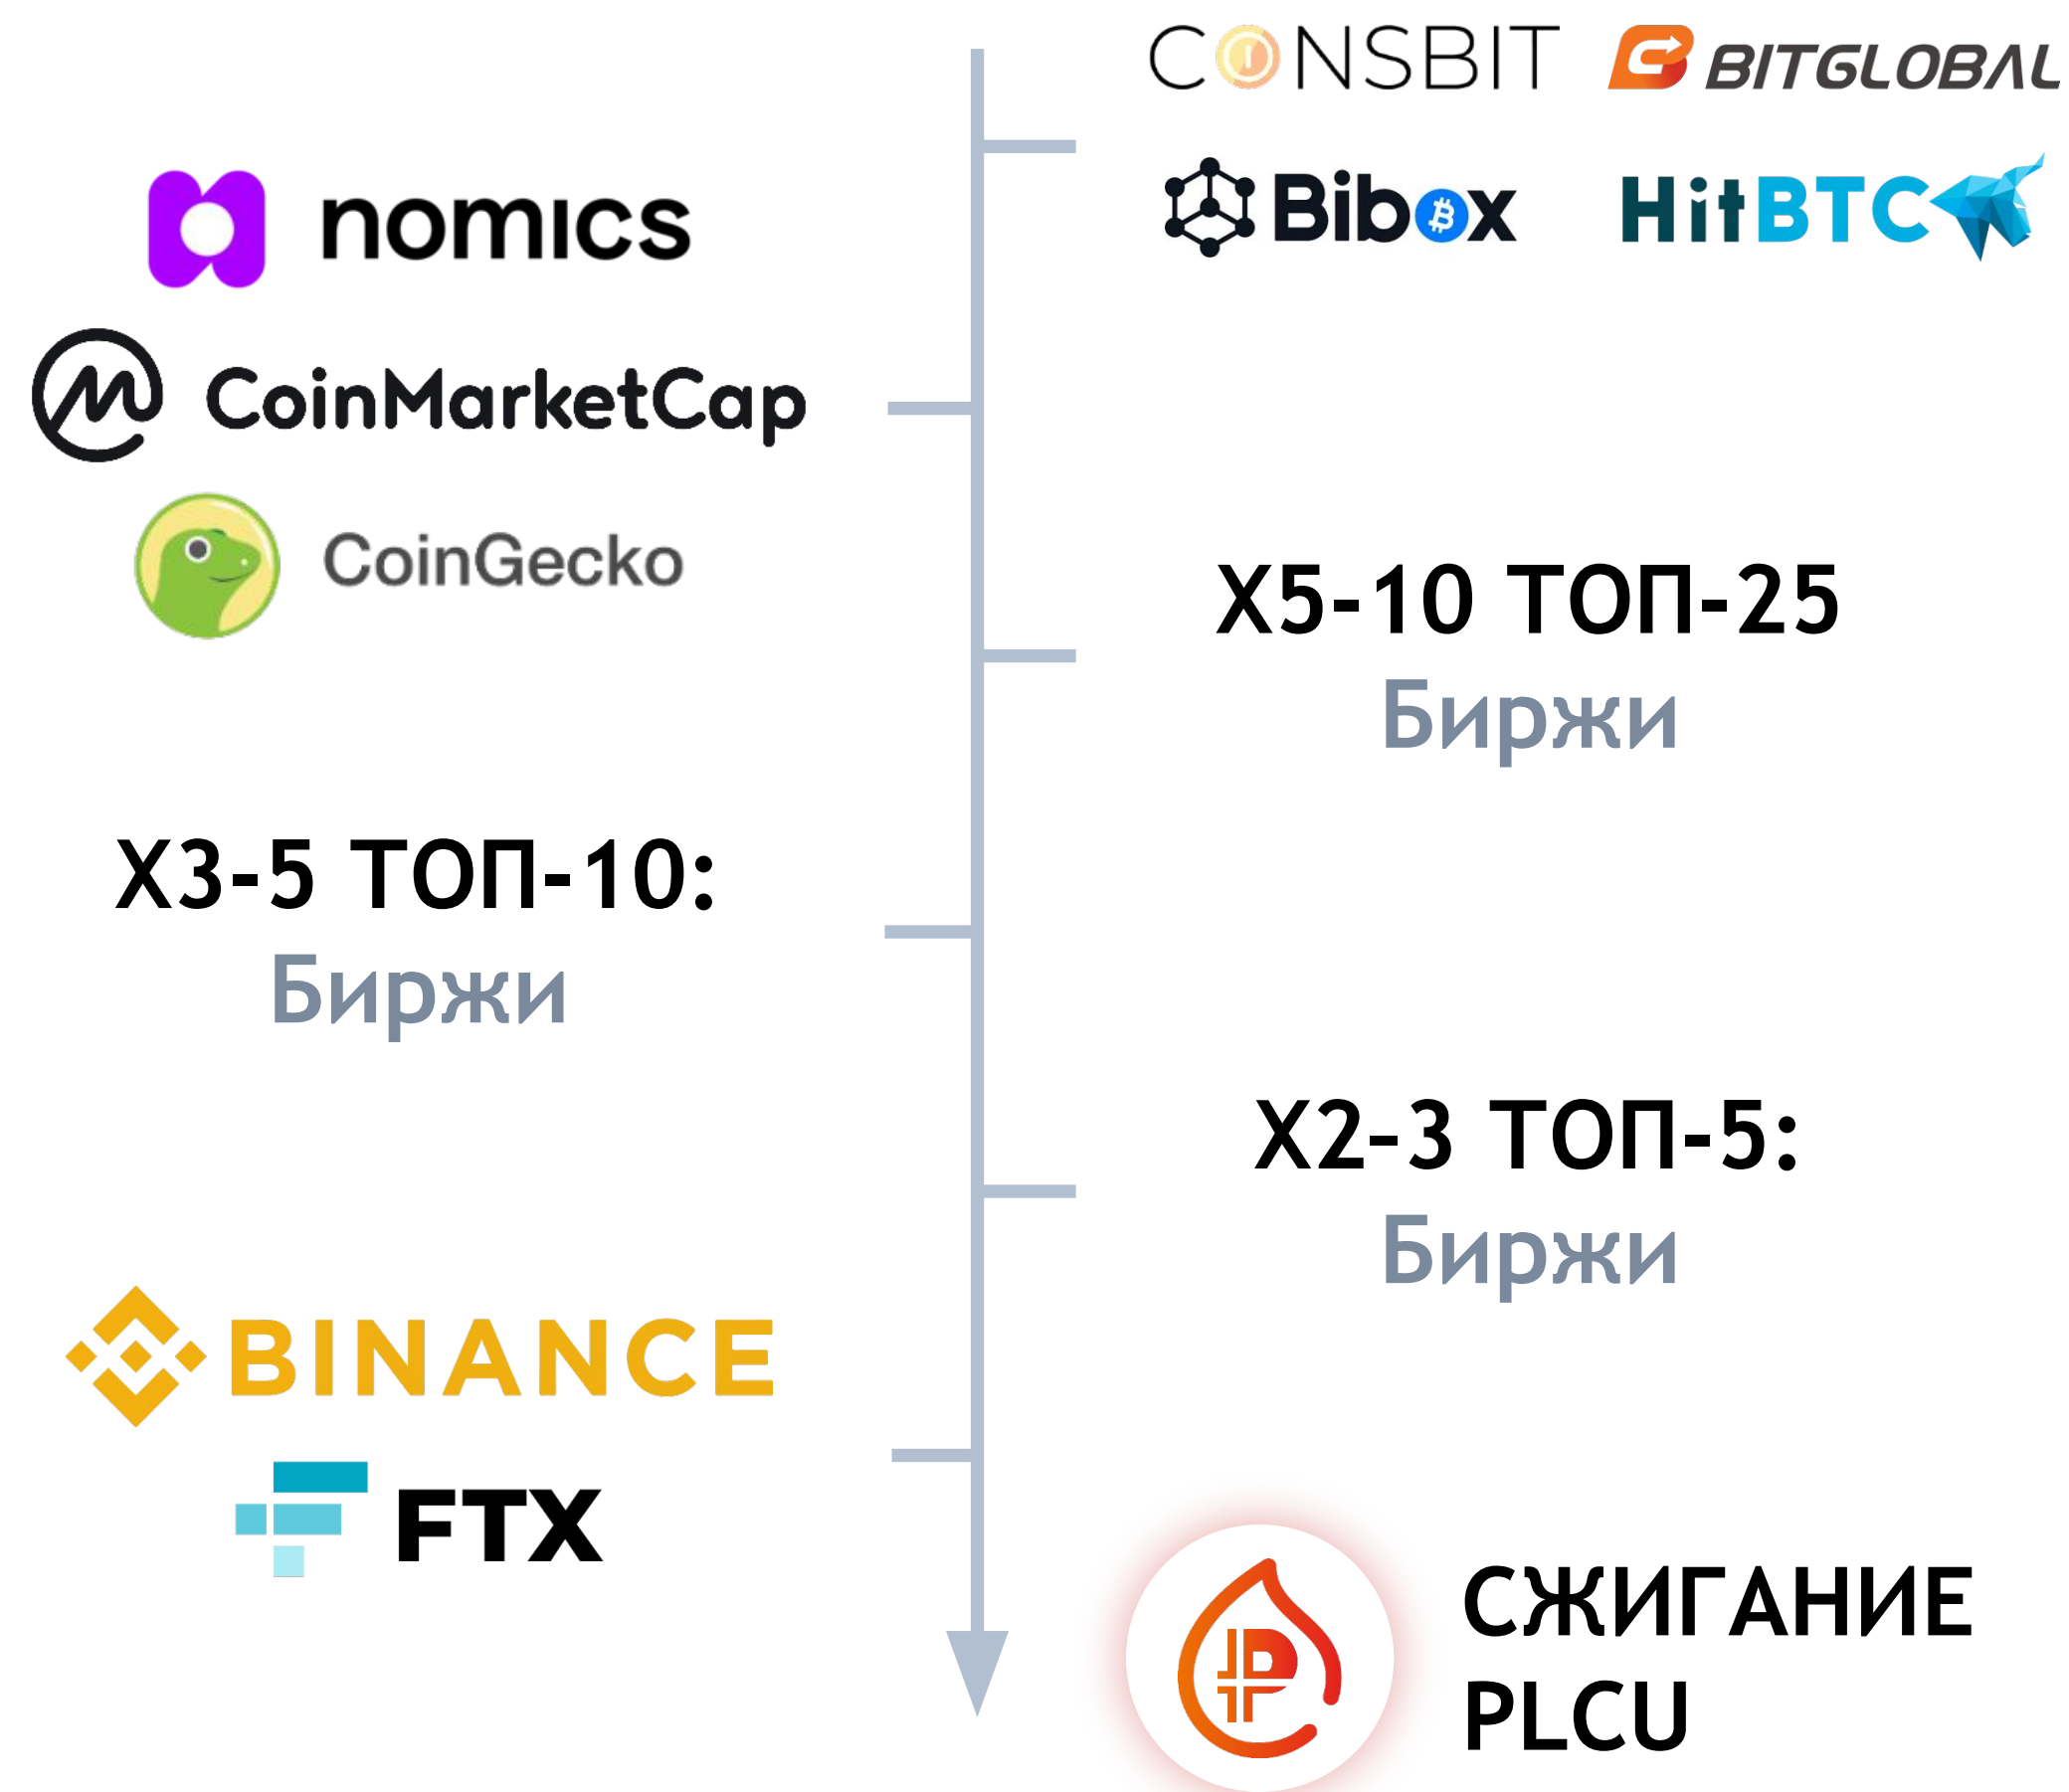 COINSBIT
BITGLOBAL
Bibox
HitBTC
nomics
CoinMarketCap
CoinGecko
X5-10 ТОП-25
Биржи
X3-5 ТОП-10:
Биржи
X2-3 ТОП-5:
Биржи
BINANCE
FTX
СЖИГАНИЕ
PLCU